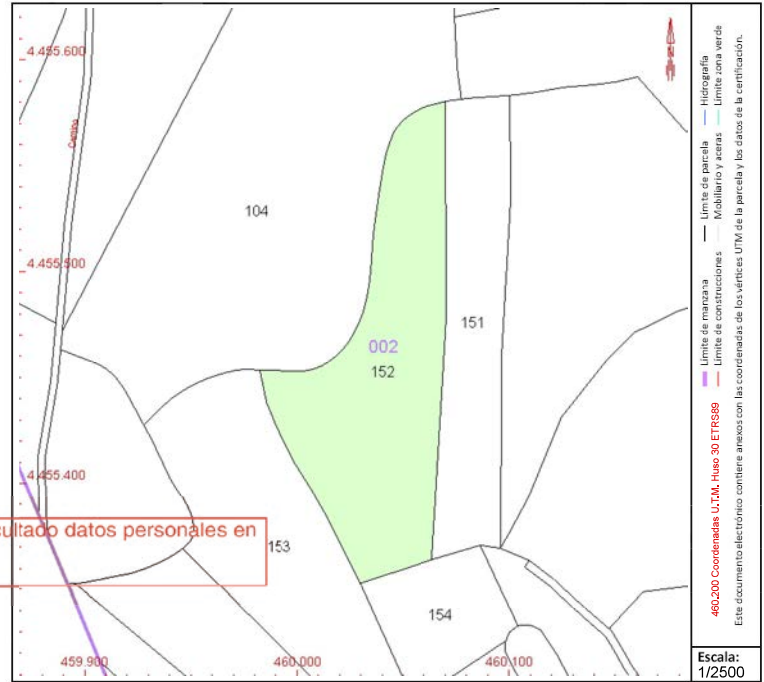 4.455.600
Camino
104
4.455.500
002
152
151
4.455.400
cultado datos personales en
153
154
459.900
460.000
460.100
Límite de manzana
Límite de parcela
Hidrografía
460.200 Coordenadas U.T.M. Huso 30 ETRS89
Límite de construcciones
Mobiliario y aceras
Límite zona verde
Este documento electrónico contiene anexos con las coordenadas de los vértices UTM de la parcela y los datos de la certificación.
Escala:
1/2500